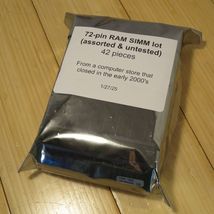 72-pin RAM SIMM lot
(assorted & untested)
42 pieces
From a computer store that
closed in the early 2000's
1/27/25